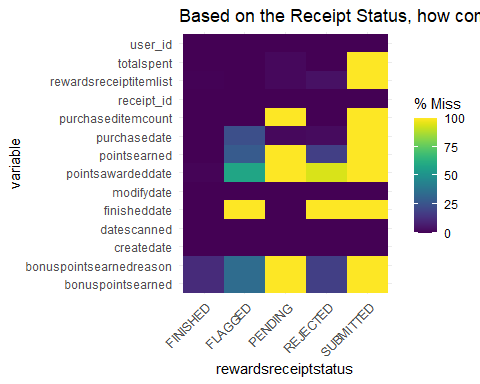 Based on the Receipt Status, how con
user_id
totalspent
rewardsreceiptitemlist
receipt_id
purchaseditemcount
purchasedate
pointsearned
pointsawardeddate
modifydate
finisheddate
datescanned
createdate
bonuspointsearnedreason
bonuspointsearned
variable
FINISHED
FLAGGED
PENDING
REJECTED
SUBMITTED
rewardsreceiptstatus
% Miss
100
75
50
25
0